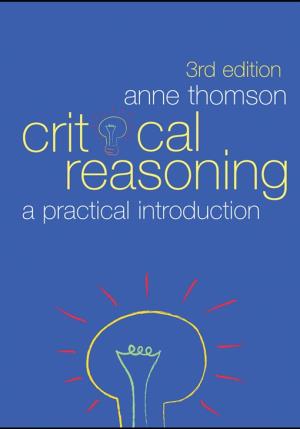 3rd edition
anne thomson
critical
reasoning
a practical introduction